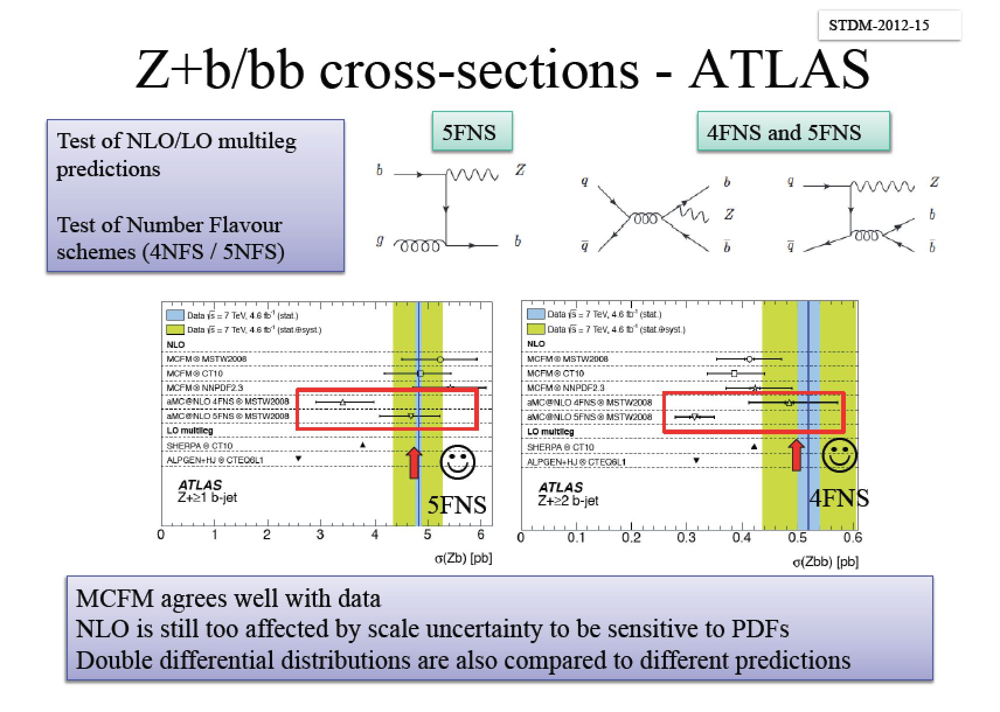 STDM-2012-15
Z+b/bb cross-sections - ATLAS
Test of NLO/LO multileg
predictions
Test of Number Flavour
schemes (4NFS / 5NFS)
5FNS
4FNS and 5FNS
b
Z
g
b
q
b
Z
q̅
b̅
q
Z
b
q̅
b̅
Data √s = 7 TeV, 4.6 fb⁻¹ (stat.)
Data √s = 7 TeV, 4.6 fb⁻¹ (stat.⊕syst.)
NLO
MCFM ⊗ MSTW2008
MCFM ⊗ CT10
MCFM ⊗ NNPDF2.3
aMC@NLO 4FNS ⊗ MSTW2008
aMC@NLO 5FNS ⊗ MSTW2008
LO multileg
SHERPA ⊗ CT10
ALPGEN+HJ ⊗ CTEQ6L1
ATLAS
Z+≥1 b-jet
5FNS
0 1 2 3 4 5 6
σ(Zb) [pb]
Data √s = 7 TeV, 4.6 fb⁻¹ (stat.)
Data √s = 7 TeV, 4.6 fb⁻¹ (stat.⊕syst.)
NLO
MCFM ⊗ MSTW2008
MCFM ⊗ CT10
MCFM ⊗ NNPDF2.3
aMC@NLO 4FNS ⊗ MSTW2008
aMC@NLO 5FNS ⊗ MSTW2008
LO multileg
SHERPA ⊗ CT10
ALPGEN+HJ ⊗ CTEQ6L1
ATLAS
Z+≥2 b-jet
4FNS
0 0.1 0.2 0.3 0.4 0.5 0.6
σ(Zbb) [pb]
MCFM agrees well with data
NLO is still too affected by scale uncertainty to be sensitive to PDFs
Double differential distributions are also compared to different predictions